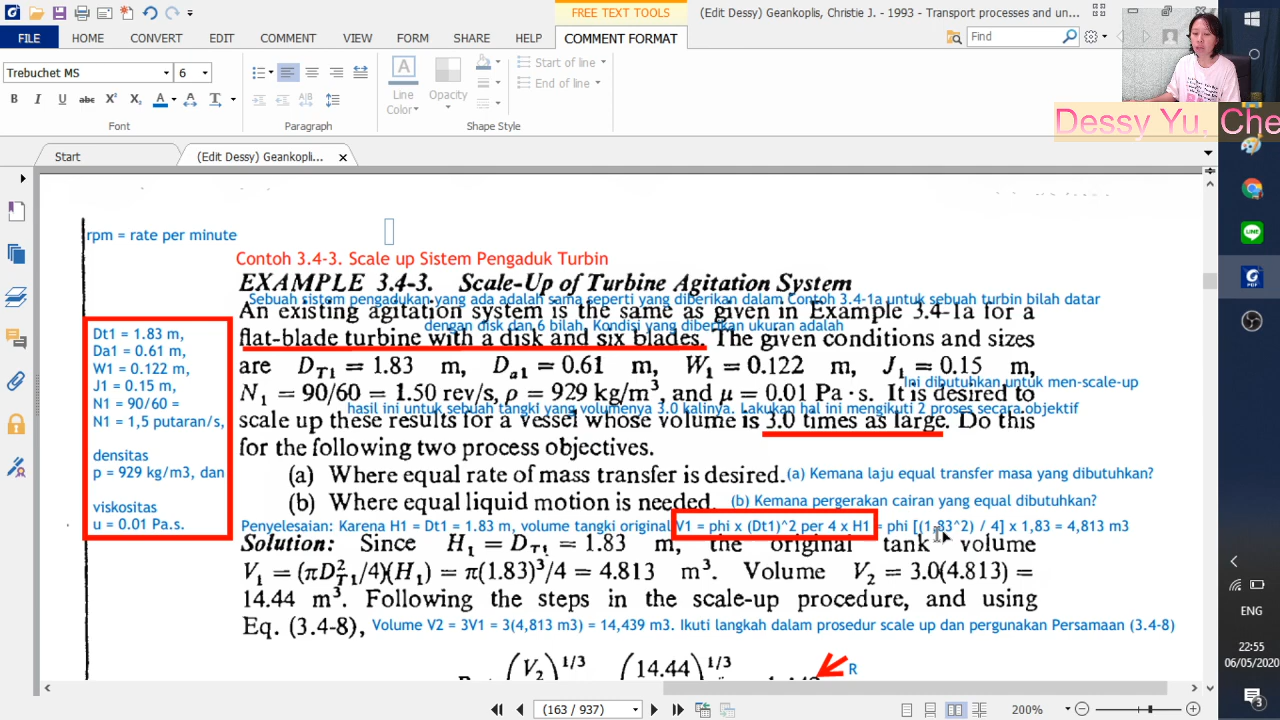 FREE TEXT TOOLS
(Edit Dessy) Geankoplis, Christie J. - 1993 - Transport processes and un...
FILE
HOME
CONVERT
EDIT
COMMENT
VIEW
FORM
SHARE
HELP
COMMENT FORMAT
Find
Trebuchet MS
6
Line Color
Opacity
Start of line
End of line
Font
Paragraph
Shape Style
Dessy Yu, Che
Start
(Edit Dessy) Geankopli...
rpm = rate per minute
Contoh 3.4-3. Scale up Sistem Pengaduk Turbin
EXAMPLE 3.4-3. Scale-Up of Turbine Agitation System
Sebuah sistem pengadukan yang ada adalah sama seperti yang diberikan dalam Contoh 3.4-1a untuk sebuah turbin bilah datar
An existing agitation system is the same as given in Example 3.4-1a for a
dengan disk dan 6 bilah. Kondisi yang diberikan ukuran adalah
flat-blade turbine with a disk and six blades. The given conditions and sizes
are D_T1 = 1.83 m, D_a1 = 0.61 m, W₁ = 0.122 m, J₁ = 0.15 m,
Ini dibutuhkan untuk men-scale-up
N₁ = 90/60 = 1.50 rev/s, ρ = 929 kg/m³, and μ = 0.01 Pa · s. It is desired to
hasil ini untuk sebuah tangki yang volumenya 3.0 kalinya. Lakukan hal ini mengikuti 2 proses secara objektif
scale up these results for a vessel whose volume is 3.0 times as large. Do this
for the following two process objectives.
(a) Where equal rate of mass transfer is desired. (a) Kemana laju equal transfer masa yang dibutuhkan?
(b) Where equal liquid motion is needed. (b) Kemana pergerakan cairan yang equal dibutuhkan?
Penyelesaian: Karena H1 = Dt1 = 1.83 m, volume tangki original V1 = phi x (Dt1)^2 per 4 x H1 = phi [(1,83^2) / 4] x 1,83 = 4,813 m3
Solution: Since H₁ = D_T1 = 1.83 m, the original tank volume
V₁ = (πD²_T1/4)(H₁) = π(1.83)³/4 = 4.813 m³. Volume V₂ = 3.0(4.813) =
14.44 m³. Following the steps in the scale-up procedure, and using
Eq. (3.4-8), Volume V2 = 3V1 = 3(4,813 m3) = 14,439 m3. Ikuti langkah dalam prosedur scale up dan pergunakan Persamaan (3.4-8)
(V₂)^1/3 (14.44)^1/3
R
Dt1 = 1.83 m,
Da1 = 0.61 m,
W1 = 0.122 m,
J1 = 0.15 m,
N1 = 90/60 =
N1 = 1,5 putaran/s,
densitas
p = 929 kg/m3, dan
viskositas
u = 0.01 Pa.s.
(163 / 937)
200%
ENG
22:55
06/05/2020
3